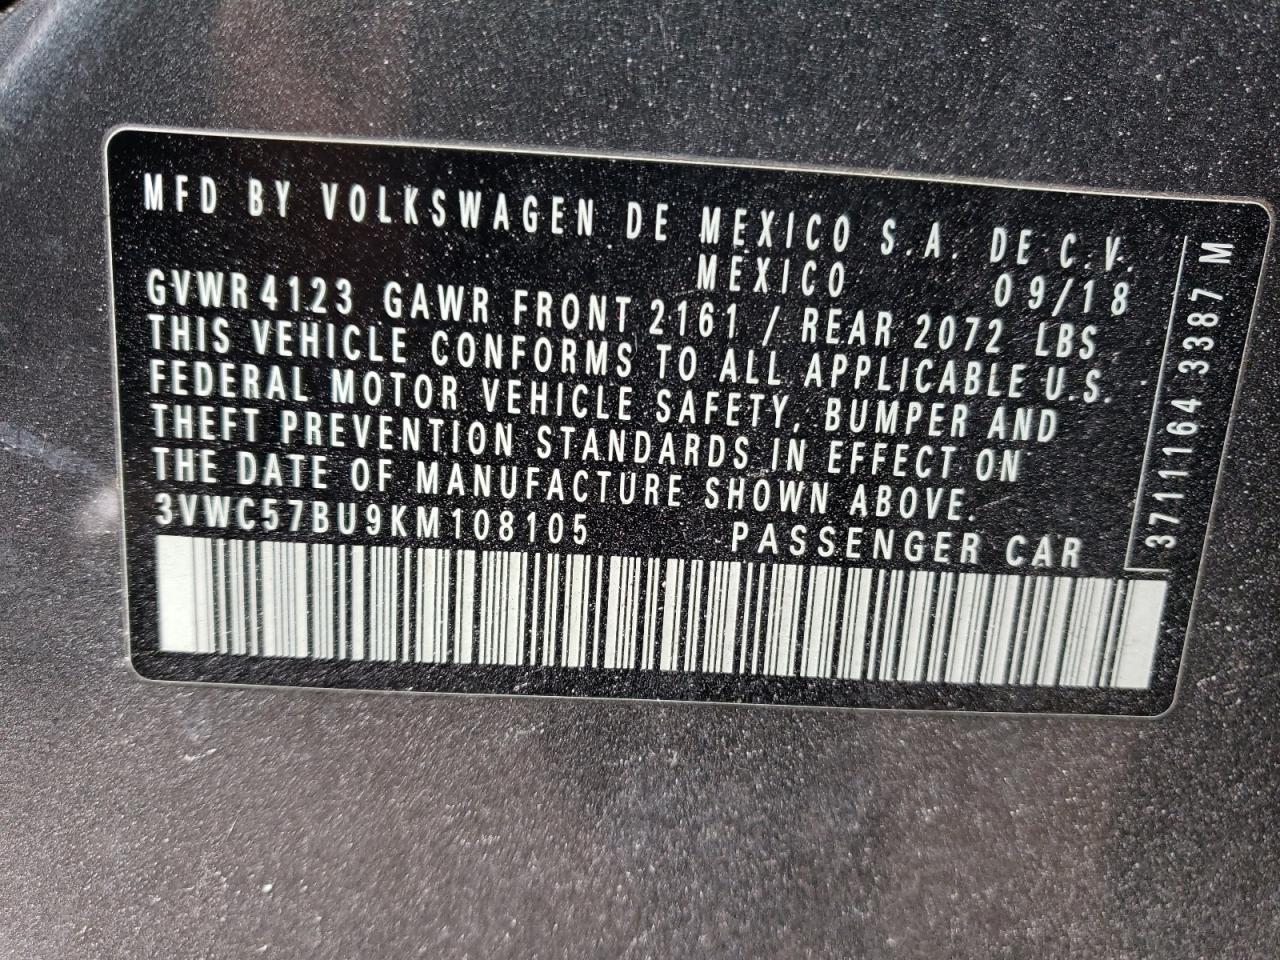 MFD BY VOLKSWAGEN DE MEXICO S.A. DE C.V.
MEXICO 09/18
GVWR 4123 GAWR FRONT 2161 / REAR 2072 LBS
THIS VEHICLE CONFORMS TO ALL APPLICABLE U.S.
FEDERAL MOTOR VEHICLE SAFETY, BUMPER AND
THEFT PREVENTION STANDARDS IN EFFECT ON
THE DATE OF MANUFACTURE SHOWN ABOVE.
3VWC57BU9KM108105 PASSENGER CAR
3711164 3387 M